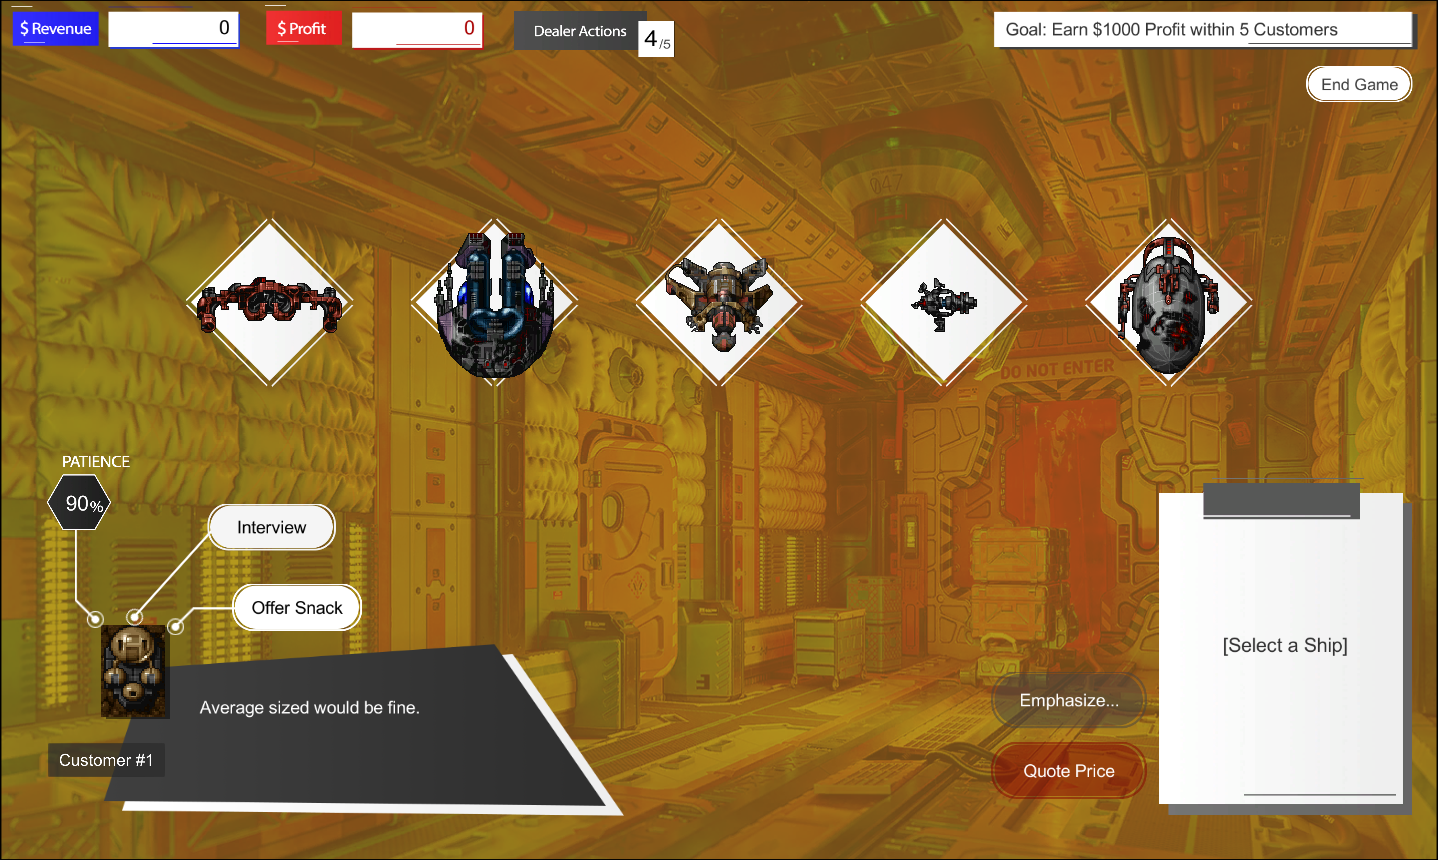 $ Revenue
0
$ Profit
0
Dealer Actions
4/5
Goal: Earn $1000 Profit within 5 Customers
End Game
047
DO NOT ENTER
PATIENCE
90%
Interview
Offer Snack
Average sized would be fine.
Customer #1
[Select a Ship]
Emphasize...
Quote Price